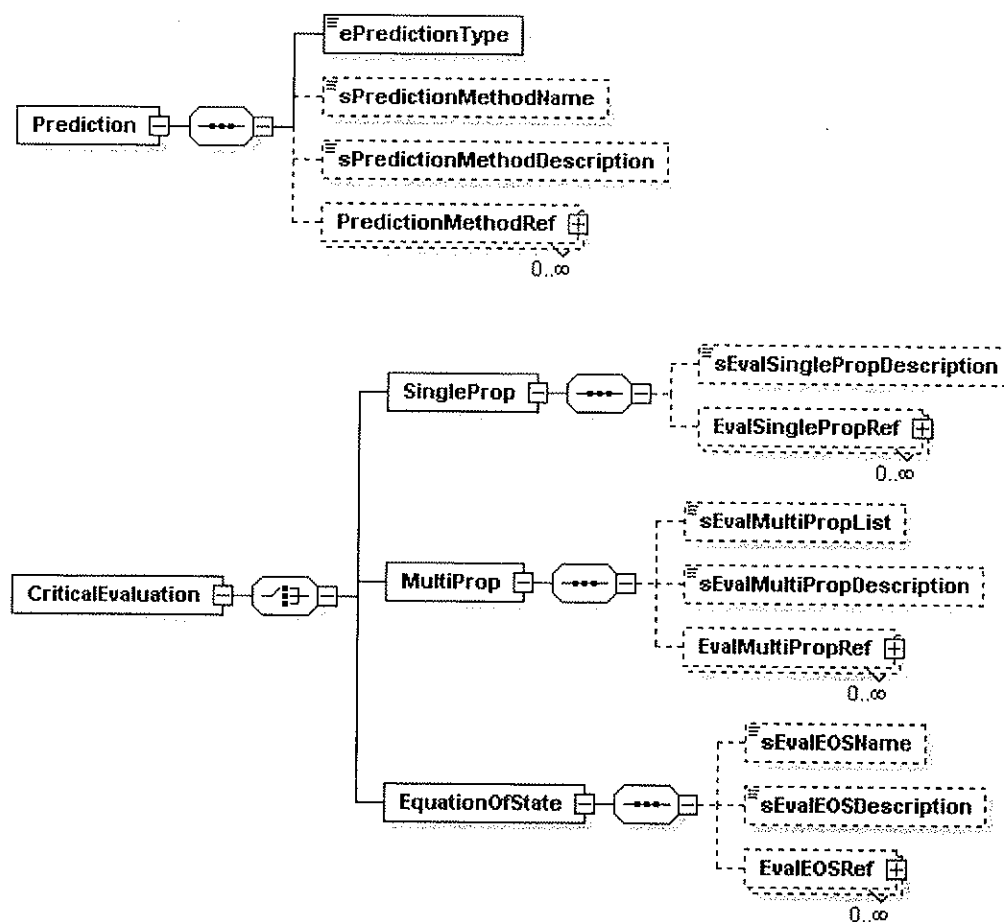 ePredictionType
sPredictionMethodName
Prediction
sPredictionMethodDescription
PredictionMethodRef
0..∞
sEvalSinglePropDescription
SingleProp
EvalSinglePropRef
0..∞
sEvalMultiPropList
CriticalEvaluation
MultiProp
sEvalMultiPropDescription
EvalMultiPropRef
0..∞
sEvalEOSName
EquationOfState
sEvalEOSDescription
EvalEOSRef
0..∞